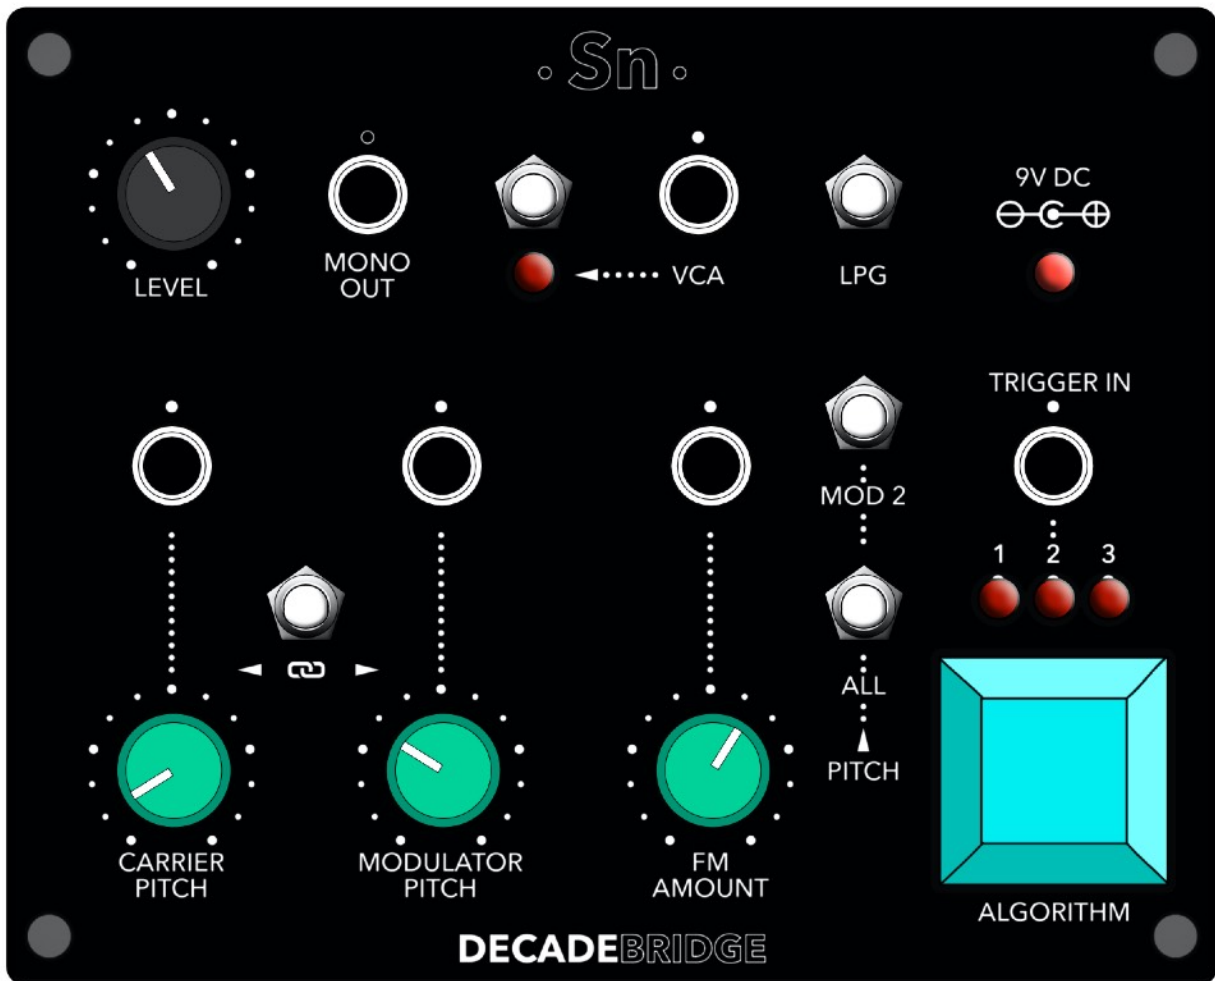 Sn
9V DC
MONO
OUT
VCA
LPG
LEVEL
TRIGGER IN
MOD 2
1 2 3
ALL
PITCH
CARRIER
PITCH
MODULATOR
PITCH
FM
AMOUNT
ALGORITHM
DECADEBRIDGE